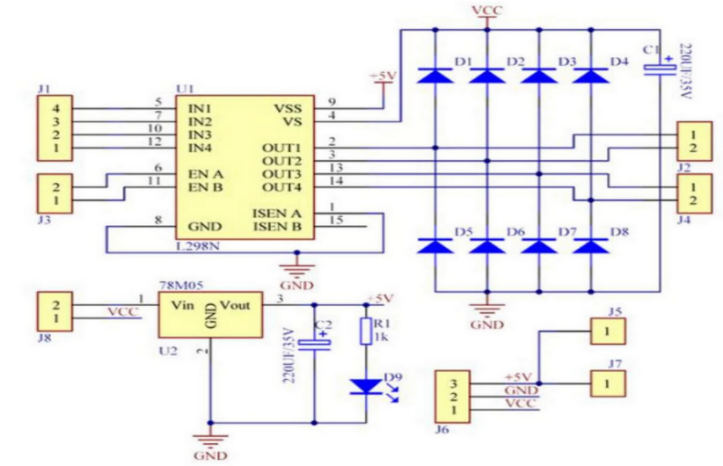 VCC
D1 D2 D3 D4
C1
220UF/35V
+5V
J1
U1
4 5 IN1 VSS 9
3 7 IN2 VS 4
2 10 IN3
1 12 IN4 OUT1 2
OUT2 3
2 6 EN A OUT3 13
1 11 EN B OUT4 14
J3
ISEN A 1
8 GND ISEN B 15
L298N
GND
1
2
J2
1
2
J4
D5 D6 D7 D8
GND
78M05
2 1 Vin GND Vout 3 +5V
1 VCC
J8
U2
2
C2
220UF/35V
R1
1k
D9
GND
J5
1
J7
1
3 +5V
2 GND
1 VCC
J6